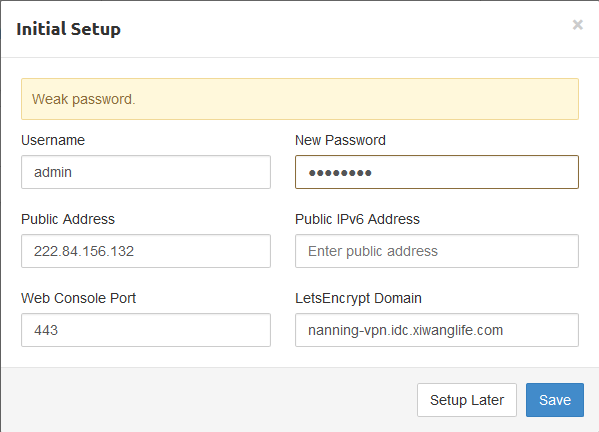 Initial Setup ×
Weak password.
Username New Password
admin ●●●●●●●●
Public Address Public IPv6 Address
222.84.156.132 Enter public address
Web Console Port LetsEncrypt Domain
443 nanning-vpn.idc.xiwanglife.com
Setup Later Save